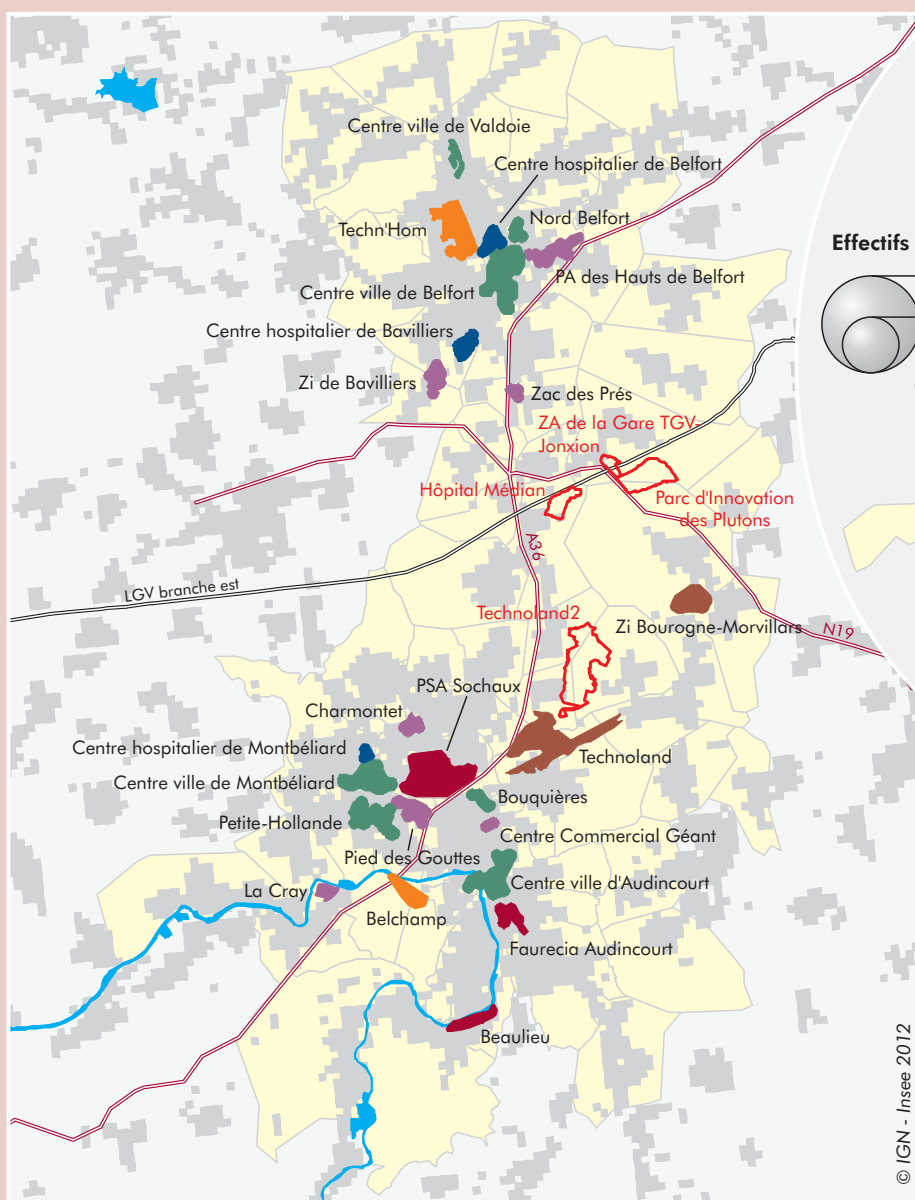 Centre ville de Valdoie
Centre hospitalier de Belfort
Techn'Hom
Nord Belfort
Effectifs
PA des Hauts de Belfort
Centre ville de Belfort
Centre hospitalier de Bavilliers
Zi de Bavilliers
Zac des Prés
ZA de la Gare TGV-
Jonxion
Hôpital Médian
Parc d'Innovation
des Plutons
A36
LGV branche est
Technoland2
Zi Bourogne-Morvillars
N19
PSA Sochaux
Charmontet
Centre hospitalier de Montbéliard
Technoland
Centre ville de Montbéliard
Bouquières
Petite-Hollande
Centre Commercial Géant
Pied des Gouttes
La Cray
Centre ville d'Audincourt
Belchamp
Faurecia Audincourt
Beaulieu
© IGN - Insee 2012